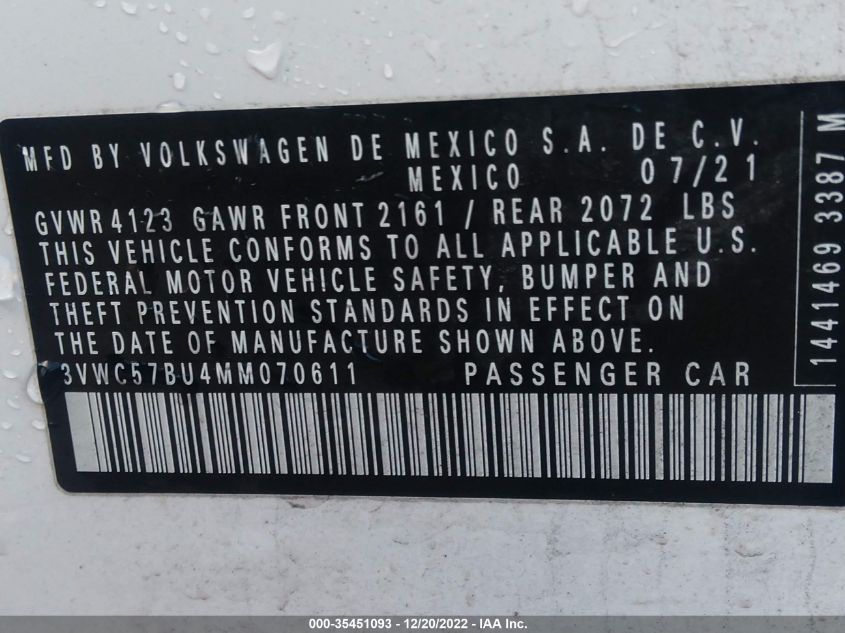 MFD BY VOLKSWAGEN DE MEXICO S.A. DE C.V.
MEXICO 07/21
GVWR 4123 GAWR FRONT 2161 / REAR 2072 LBS
THIS VEHICLE CONFORMS TO ALL APPLICABLE U.S.
FEDERAL MOTOR VEHICLE SAFETY, BUMPER AND
THEFT PREVENTION STANDARDS IN EFFECT ON
THE DATE OF MANUFACTURE SHOWN ABOVE.
3VWC57BU4MM070611 PASSENGER CAR
1441469 3387 M
000-35451093 - 12/20/2022 - IAA Inc.